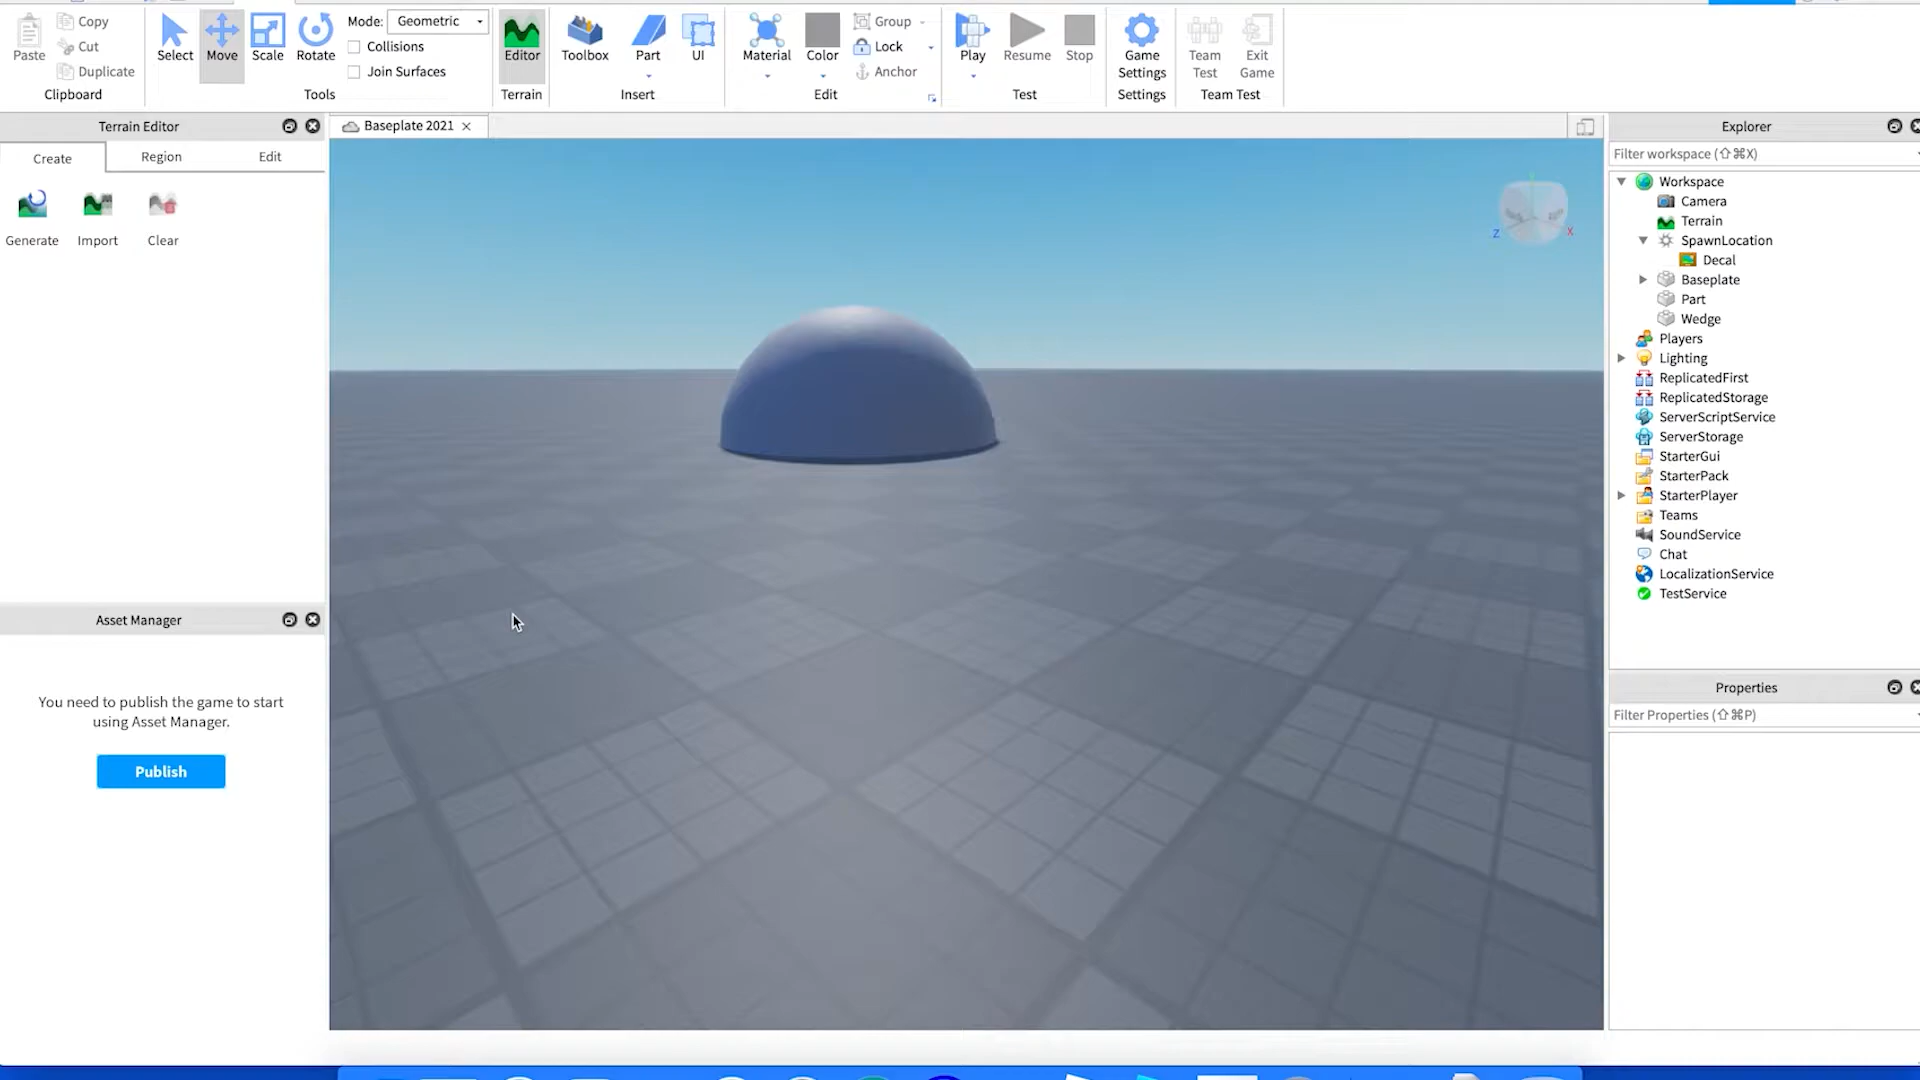 Copy
Cut
Duplicate
Paste
Clipboard
Select
Move
Scale
Rotate
Mode: Geometric
Collisions
Join Surfaces
Tools
Editor
Terrain
Toolbox
Part
UI
Insert
Material
Color
Group
Lock
Anchor
Edit
Play
Resume
Stop
Test
Game
Settings
Settings
Team
Test
Exit
Game
Team Test
Terrain Editor
Create
Region
Edit
Generate
Import
Clear
Baseplate 2021
Z
Y
X
Asset Manager
You need to publish the game to start
using Asset Manager.
Publish
Explorer
Filter workspace (⇧⌘X)
Workspace
Camera
Terrain
SpawnLocation
Decal
Baseplate
Part
Wedge
Players
Lighting
ReplicatedFirst
ReplicatedStorage
ServerScriptService
ServerStorage
StarterGui
StarterPack
StarterPlayer
Teams
SoundService
Chat
LocalizationService
TestService
Properties
Filter Properties (⇧⌘P)